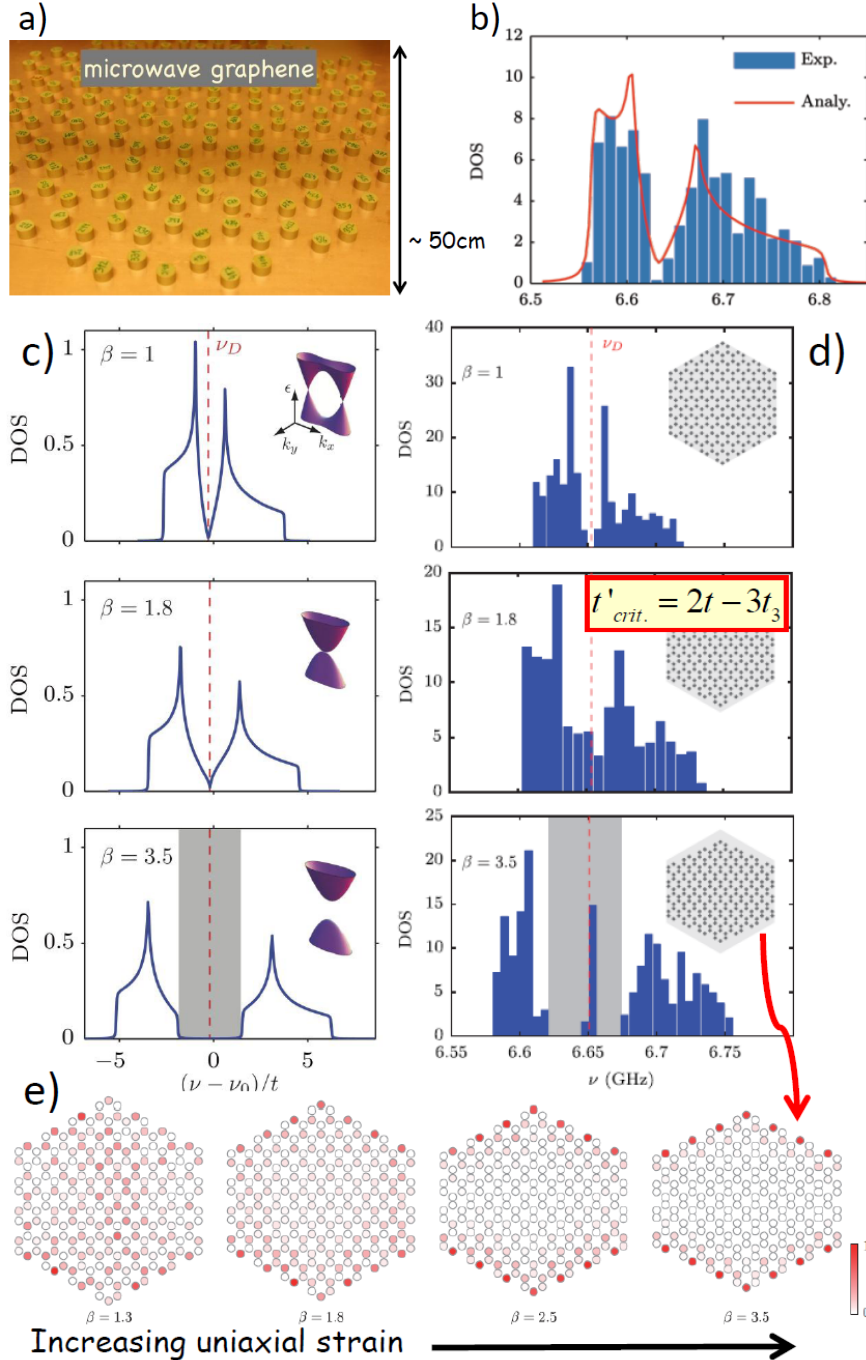 a)
microwave graphene
~ 50cm
b)
12
10
8
6
4
2
0
DOS
Exp.
Analy.
6.5
6.6
6.7
6.8
c)
β = 1
ν_D
ϵ
k_y
k_x
DOS
1
0.5
0
d)
β = 1
ν_D
DOS
40
30
20
10
0
β = 1.8
DOS
1
0.5
0
β = 1.8
t'_{crit.} = 2t − 3t_3
DOS
20
15
10
5
0
β = 3.5
DOS
1
0.5
0
−5
0
5
(ν − ν_0)/t
β = 3.5
DOS
25
20
15
10
5
0
6.55
6.6
6.65
6.7
6.75
ν (GHz)
e)
β = 1.3
β = 1.8
β = 2.5
β = 3.5
1
0
Increasing uniaxial strain